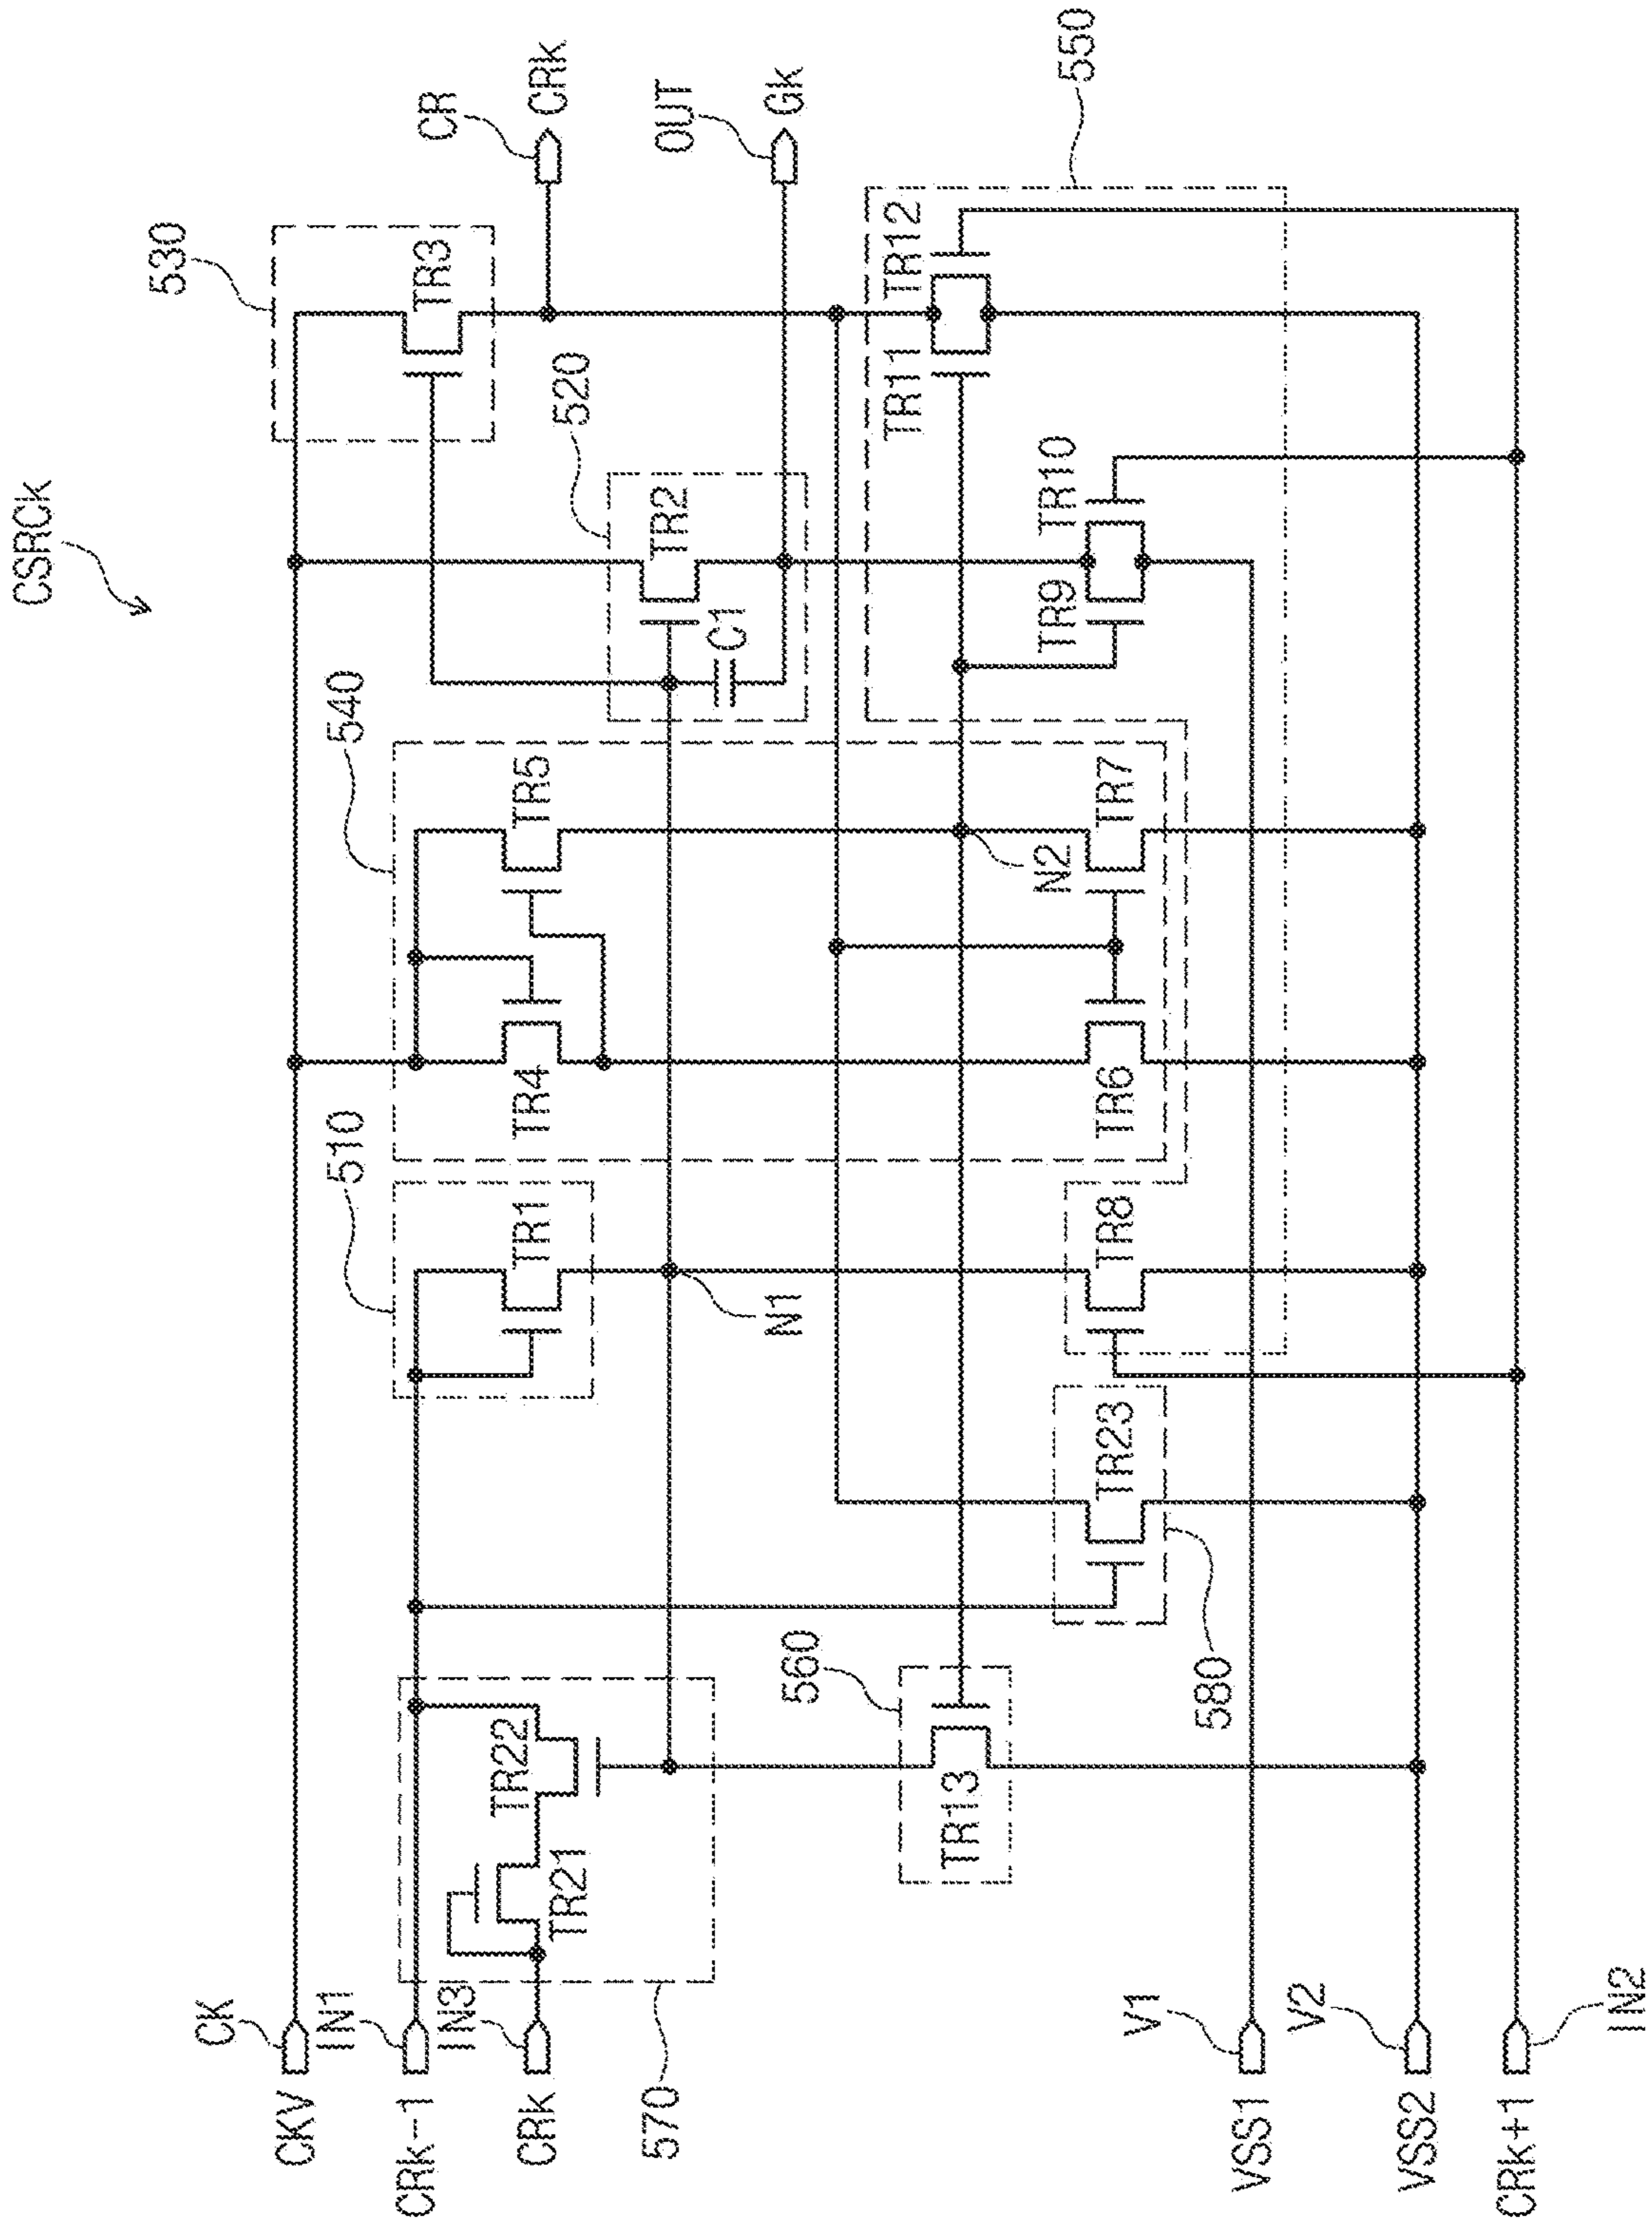 CSRCk
530
TR3
CR
CRk
OUT
Gk
520
TR2
C1
540
TR5
TR4
TR7
TR6
N2
550
TR12
TR11
TR10
TR9
510
TR1
N1
TR8
TR23
580
560
TR13
TR22
TR21
570
CK
CKV
IN1
CRk-1
IN3
CRk
V1
VSS1
V2
VSS2
CRk+1
IN2